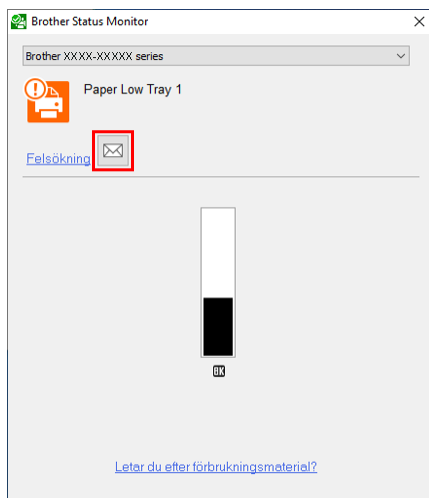 Brother Status Monitor
Brother XXXX-XXXXX series
Paper Low Tray 1
Felsökning
BK
Letar du efter förbrukningsmaterial?